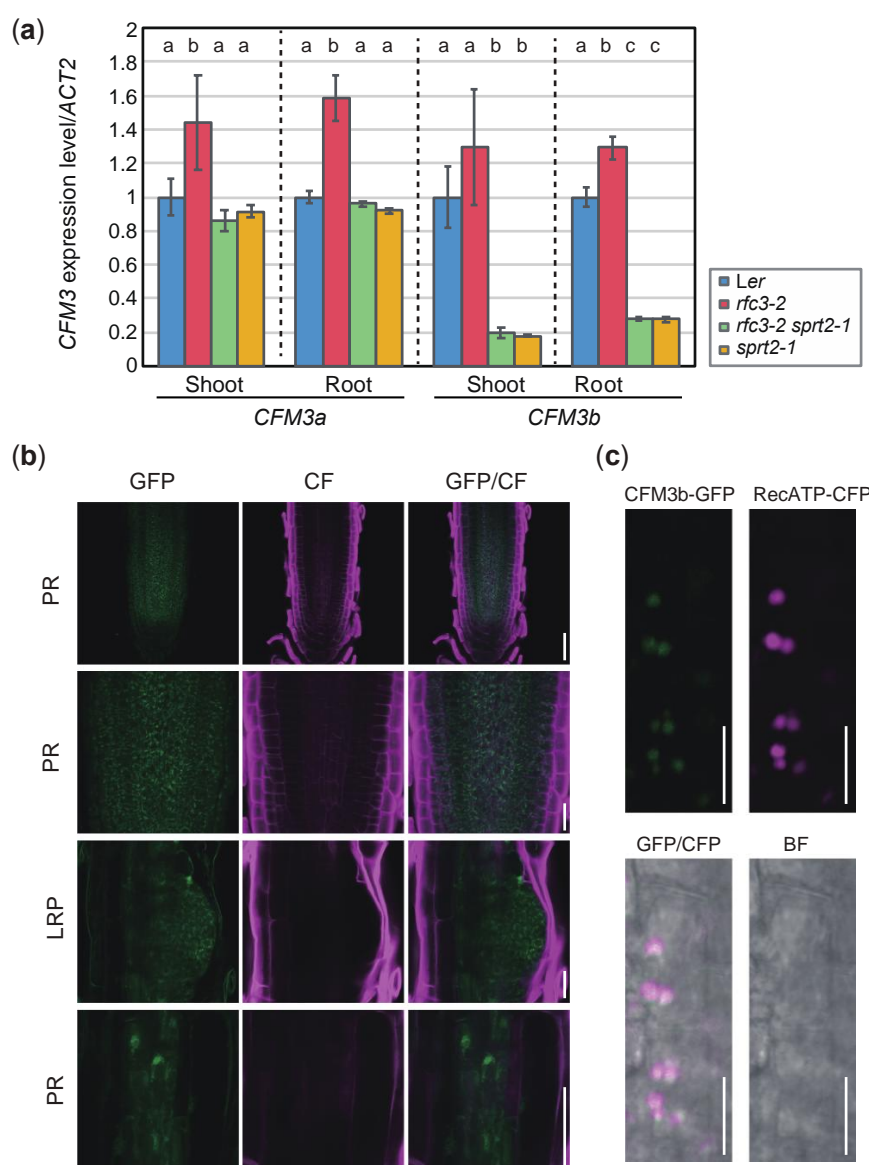 (a)
CFM3 expression level/ACT2
2
1.8
1.6
1.4
1.2
1
0.8
0.6
0.4
0.2
0
a b a a a b a a a a b b a b c c
Shoot Root Shoot Root
CFM3a CFM3b
Ler
rfc3-2
rfc3-2 sprt2-1
sprt2-1
(b)
GFP CF GFP/CF
PR
PR
LRP
PR
(c)
CFM3b-GFP RecATP-CFP
GFP/CFP BF